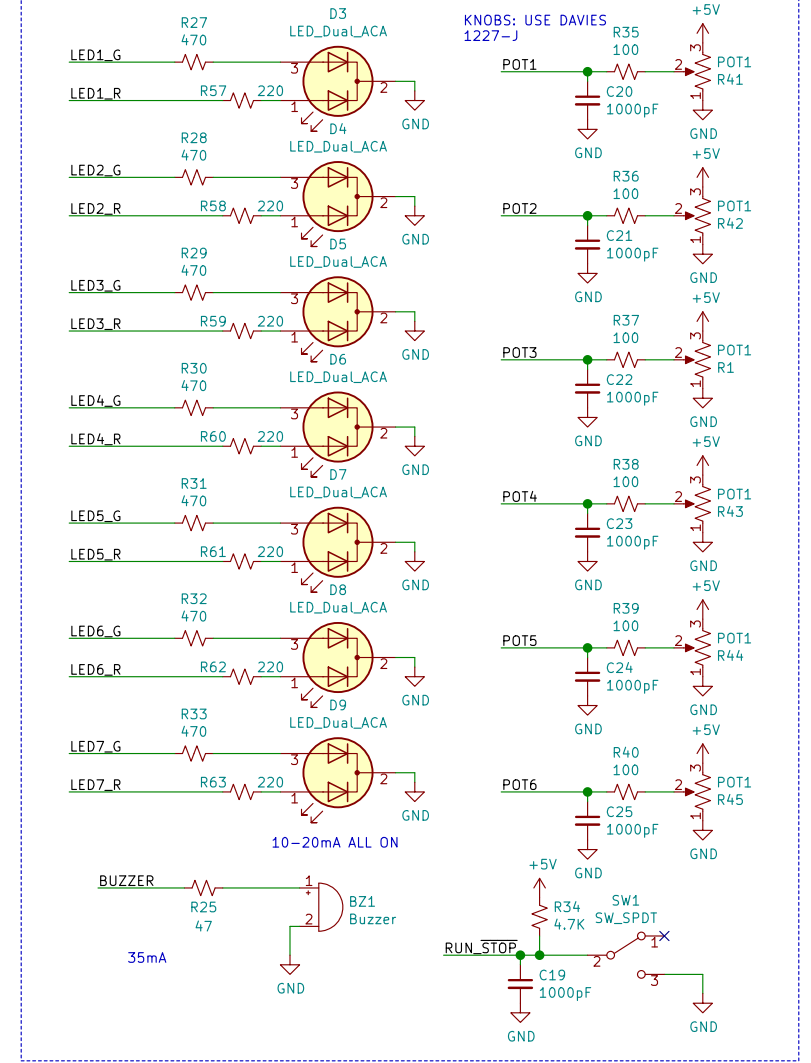 D3
LED_Dual_ACA
R27
470
LED1_G
3
2
LED1_R
R57
220
1
GND
D4
LED_Dual_ACA
R28
470
LED2_G
3
2
LED2_R
R58
220
1
GND
D5
LED_Dual_ACA
R29
470
LED3_G
3
2
LED3_R
R59
220
1
GND
D6
LED_Dual_ACA
R30
470
LED4_G
3
2
LED4_R
R60
220
1
GND
D7
LED_Dual_ACA
R31
470
LED5_G
3
2
LED5_R
R61
220
1
GND
D8
LED_Dual_ACA
R32
470
LED6_G
3
2
LED6_R
R62
220
1
GND
D9
LED_Dual_ACA
R33
470
LED7_G
3
2
LED7_R
R63
220
1
GND
10-20mA ALL ON
BUZZER
R25
47
1
+
2
BZ1
Buzzer
GND
35mA
KNOBS: USE DAVIES
1227-J
+5V
R35
100
POT1
2
3
1
POT1
R41
C20
1000pF
GND
GND
+5V
R36
100
POT2
2
3
1
POT1
R42
C21
1000pF
GND
GND
+5V
R37
100
POT3
2
3
1
POT1
R1
C22
1000pF
GND
GND
+5V
R38
100
POT4
2
3
1
POT1
R43
C23
1000pF
GND
GND
+5V
R39
100
POT5
2
3
1
POT1
R44
C24
1000pF
GND
GND
+5V
R40
100
POT6
2
3
1
POT1
R45
C25
1000pF
GND
GND
+5V
R34
4.7K
SW1
SW_SPDT
RUN_STOP
2
1
3
C19
1000pF
GND
GND